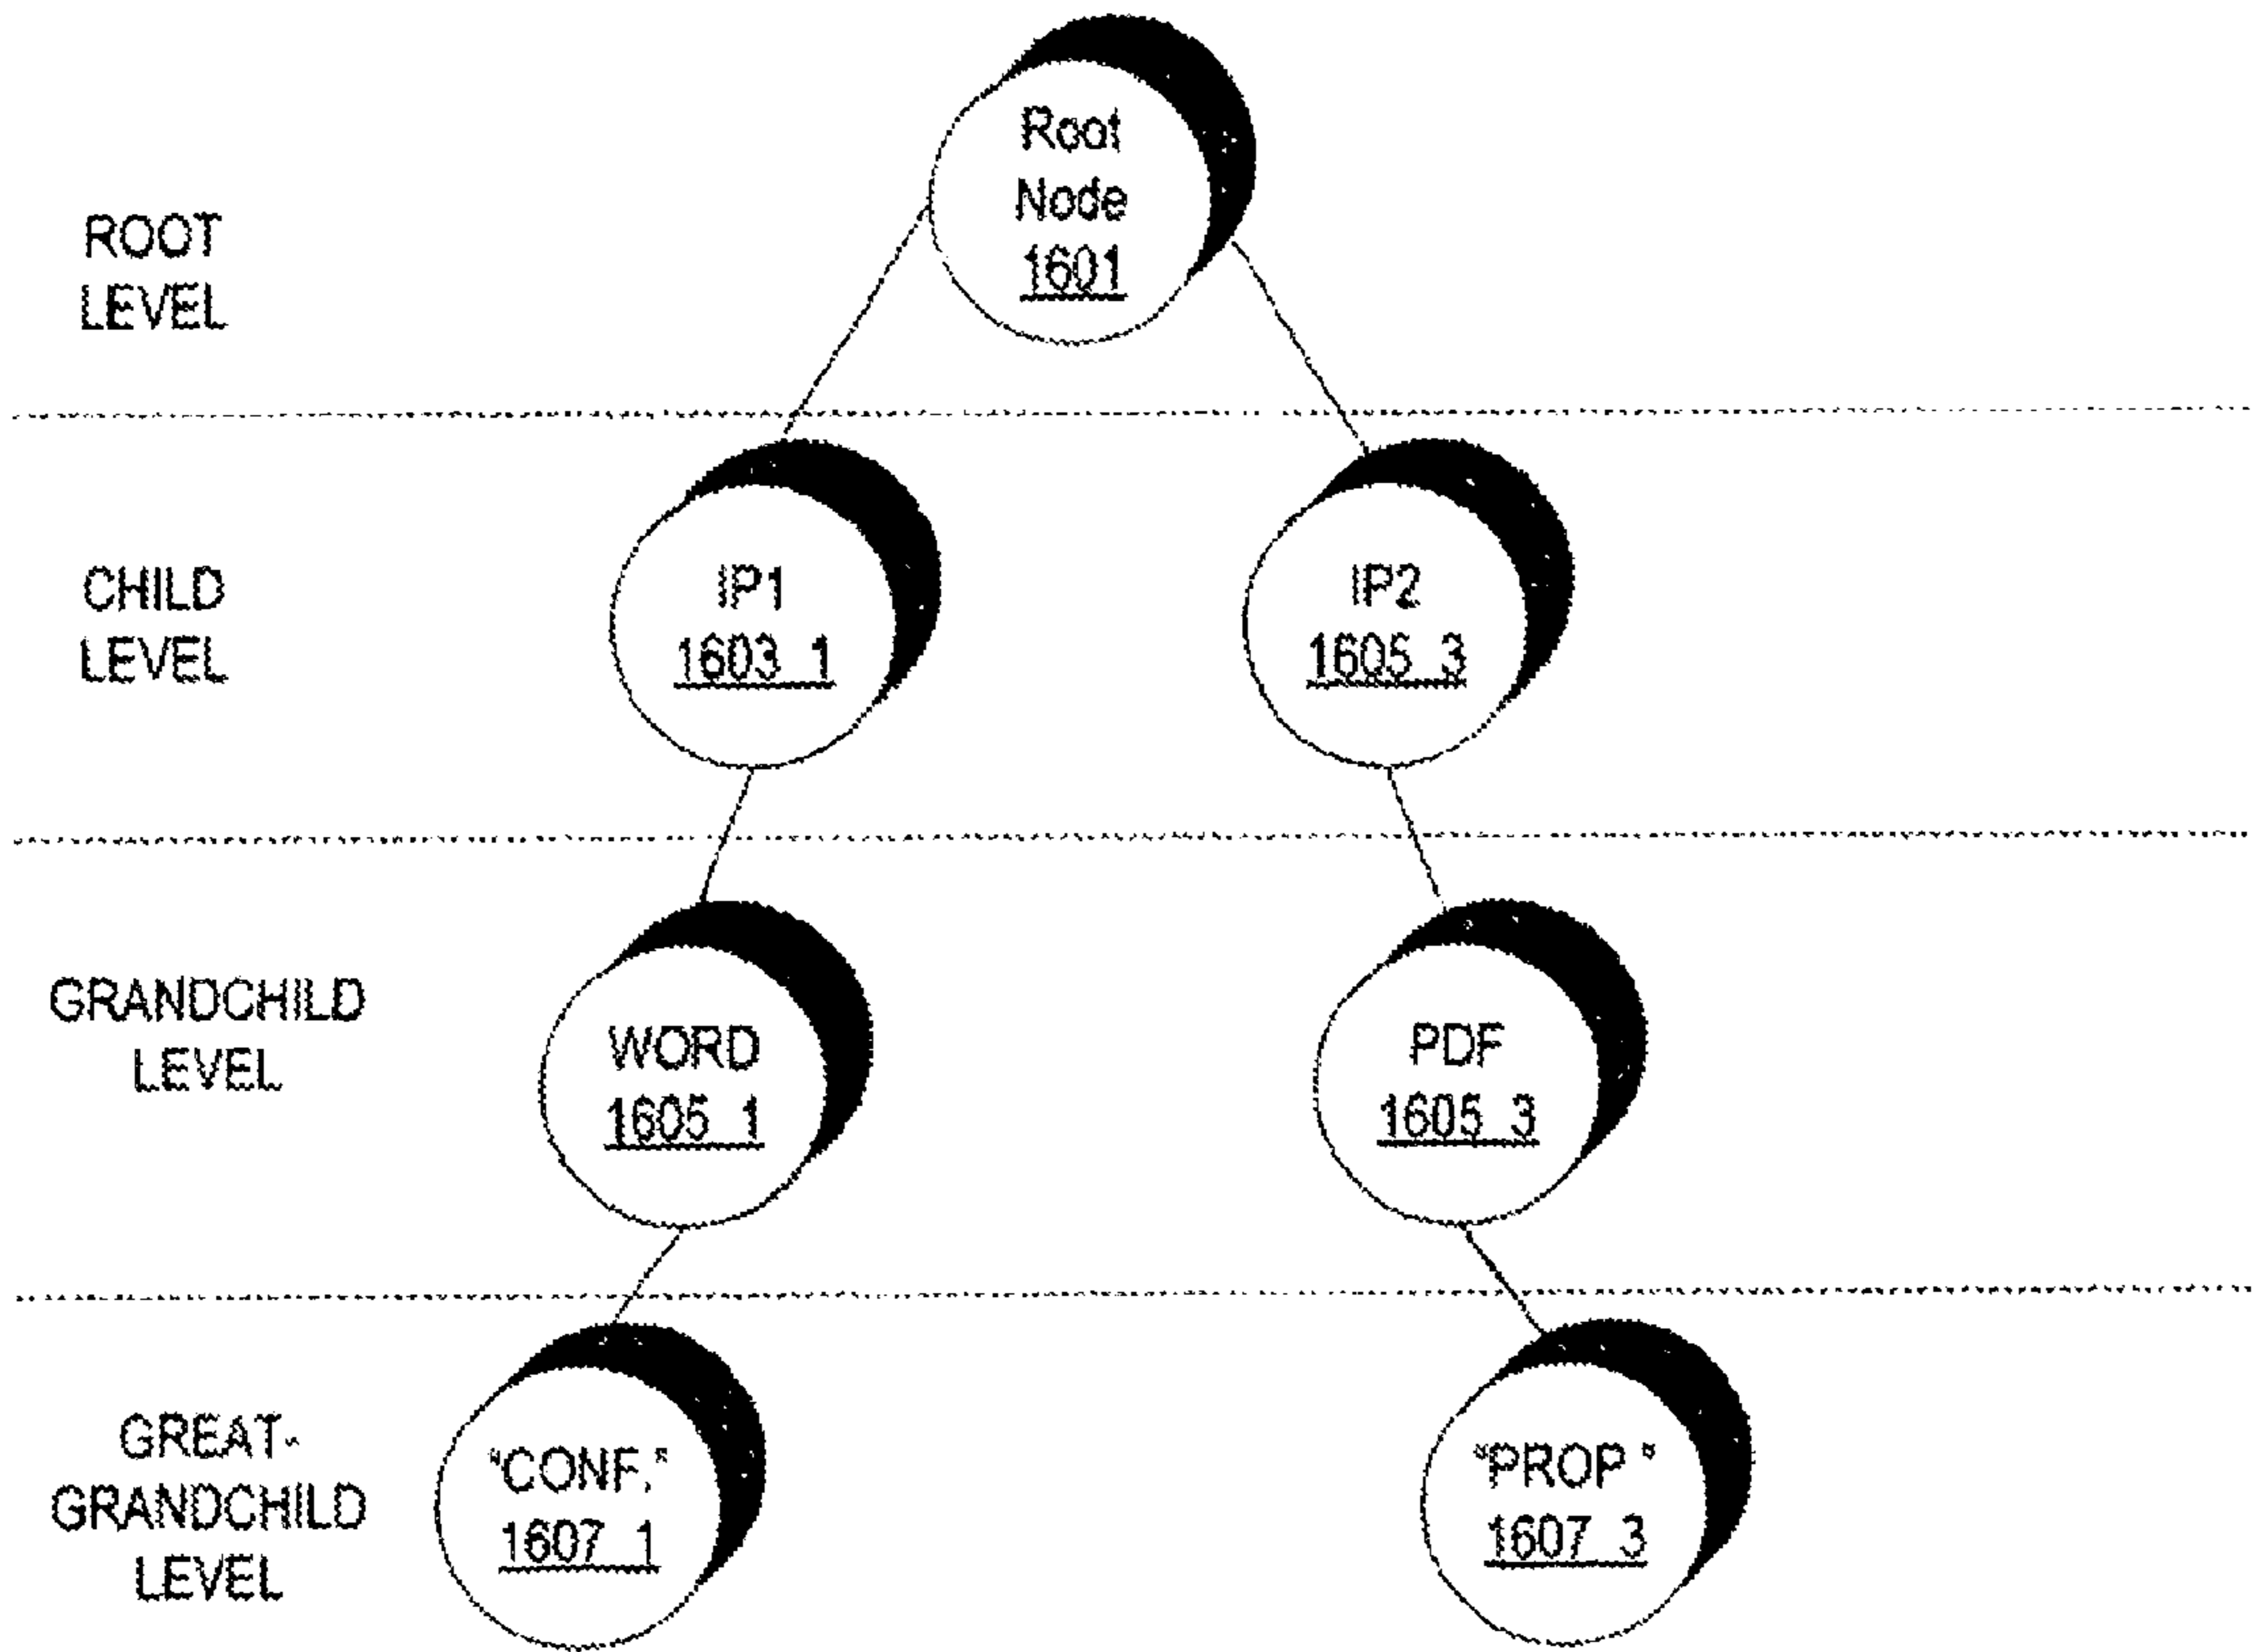 Root
Node
1601
ROOT
LEVEL
CHILD
LEVEL
IP1
1603_1
IP2
1605_3
GRANDCHILD
LEVEL
WORD
1605_1
PDF
1605_3
GREAT-
GRANDCHILD
LEVEL
"CONF."
1607_1
"PROP."
1607_3